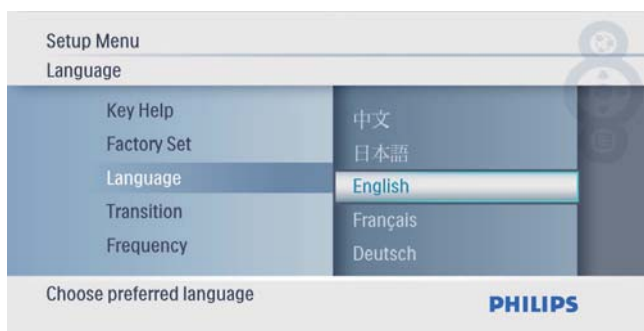 Setup Menu
Language
Key Help
Factory Set
Language
Transition
Frequency
中文
日本語
English
Français
Deutsch
Choose preferred language
PHILIPS